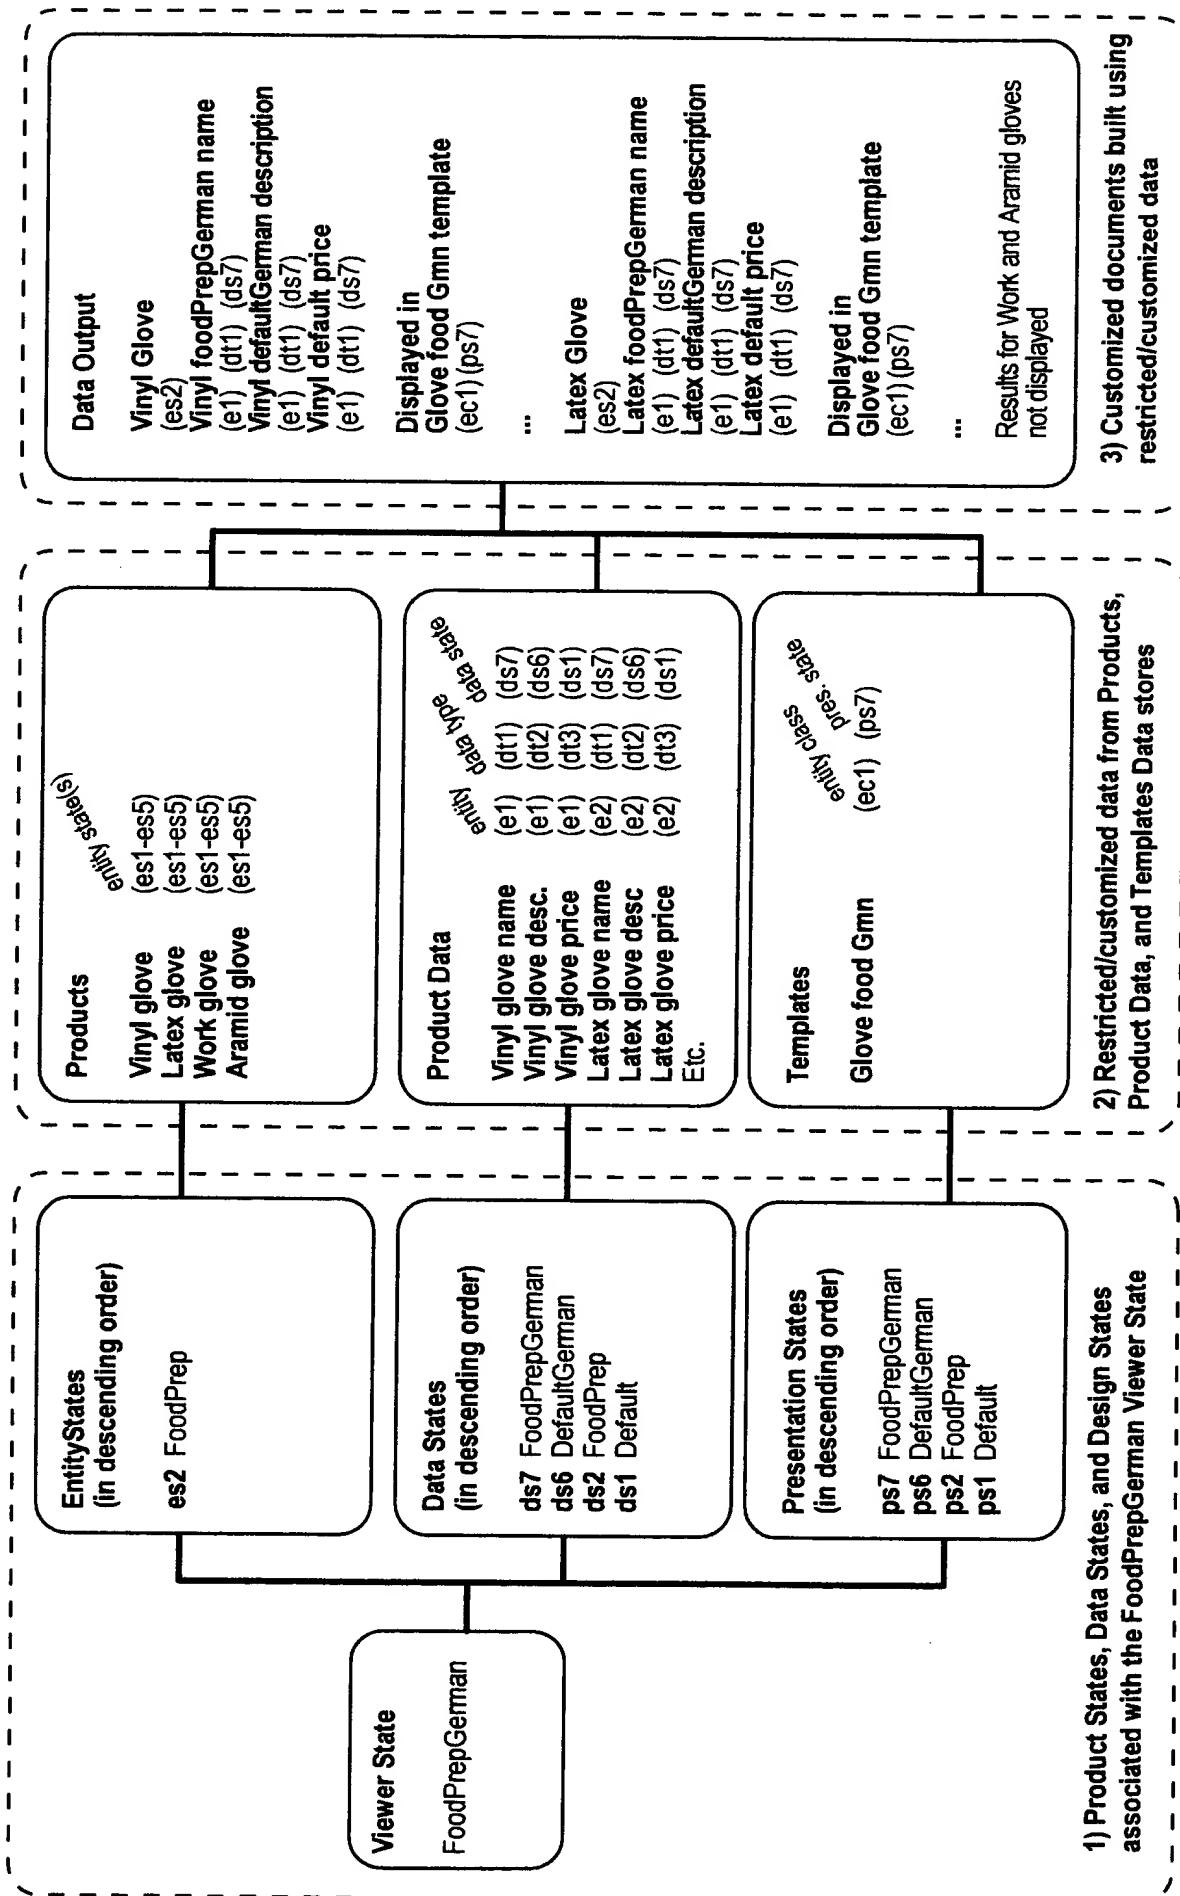 Viewer State
FoodPrepGerman
EntityStates
(in descending order)
es2 FoodPrep
Data States
(in descending order)
ds7 FoodPrepGerman
ds6 DefaultGerman
ds2 FoodPrep
ds1 Default
Presentation States
(in descending order)
ps7 FoodPrepGerman
ps6 DefaultGerman
ps2 FoodPrep
ps1 Default
1) Product States, Data States, and Design States
associated with the FoodPrepGerman Viewer State
Products
entity state(s)
Vinyl glove (es1-es5)
Latex glove (es1-es5)
Work glove (es1-es5)
Aramid glove (es1-es5)
Product Data
entity data type data state
Vinyl glove name (e1) (dt1) (ds7)
Vinyl glove desc. (e1) (dt2) (ds6)
Vinyl glove price (e1) (dt3) (ds1)
Latex glove name (e2) (dt1) (ds7)
Latex glove desc (e2) (dt2) (ds6)
Latex glove price (e2) (dt3) (ds1)
Etc.
Templates
entity class pres. state
Glove food Gmn (ec1) (ps7)
2) Restricted/customized data from Products,
Product Data, and Templates Data stores
Data Output
Vinyl Glove
(es2)
Vinyl foodPrepGerman name
(e1) (dt1) (ds7)
Vinyl defaultGerman description
(e1) (dt1) (ds7)
Vinyl default price
(e1) (dt1) (ds7)
Displayed in
Glove food Gmn template
(ec1)(ps7)
...
Latex Glove
(es2)
Latex foodPrepGerman name
(e1) (dt1) (ds7)
Latex defaultGerman description
(e1) (dt1) (ds7)
Latex default price
(e1) (dt1) (ds7)
Displayed in
Glove food Gmn template
(ec1)(ps7)
...
Results for Work and Aramid gloves
not displayed
3) Customized documents built using
restricted/customized data